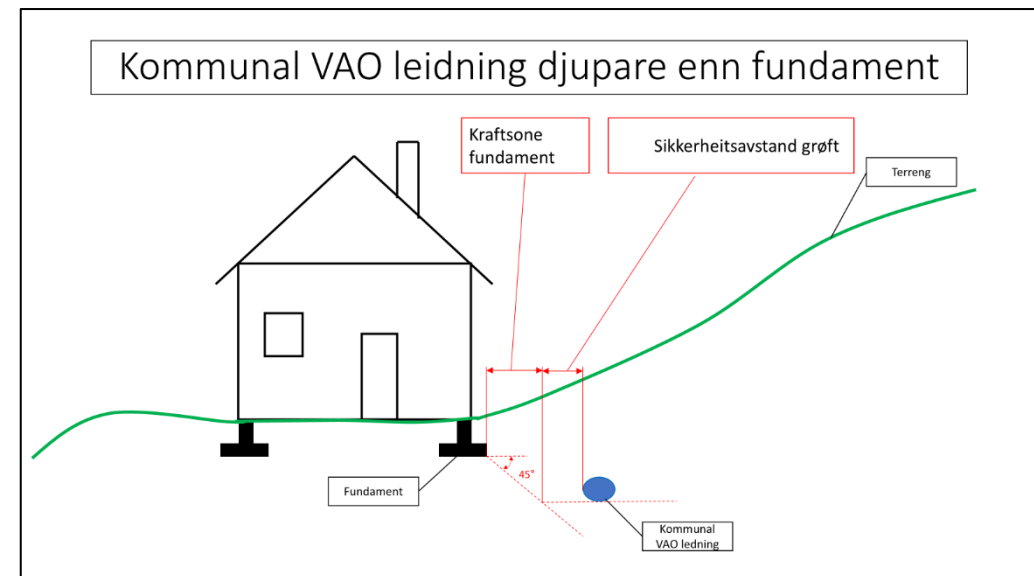 Kommunal VAO leidning djupare enn fundament
Kraftsone
fundament
Sikkerheitsavstand grøft
Terreng
45°
Fundament
Kommunal
VAO ledning